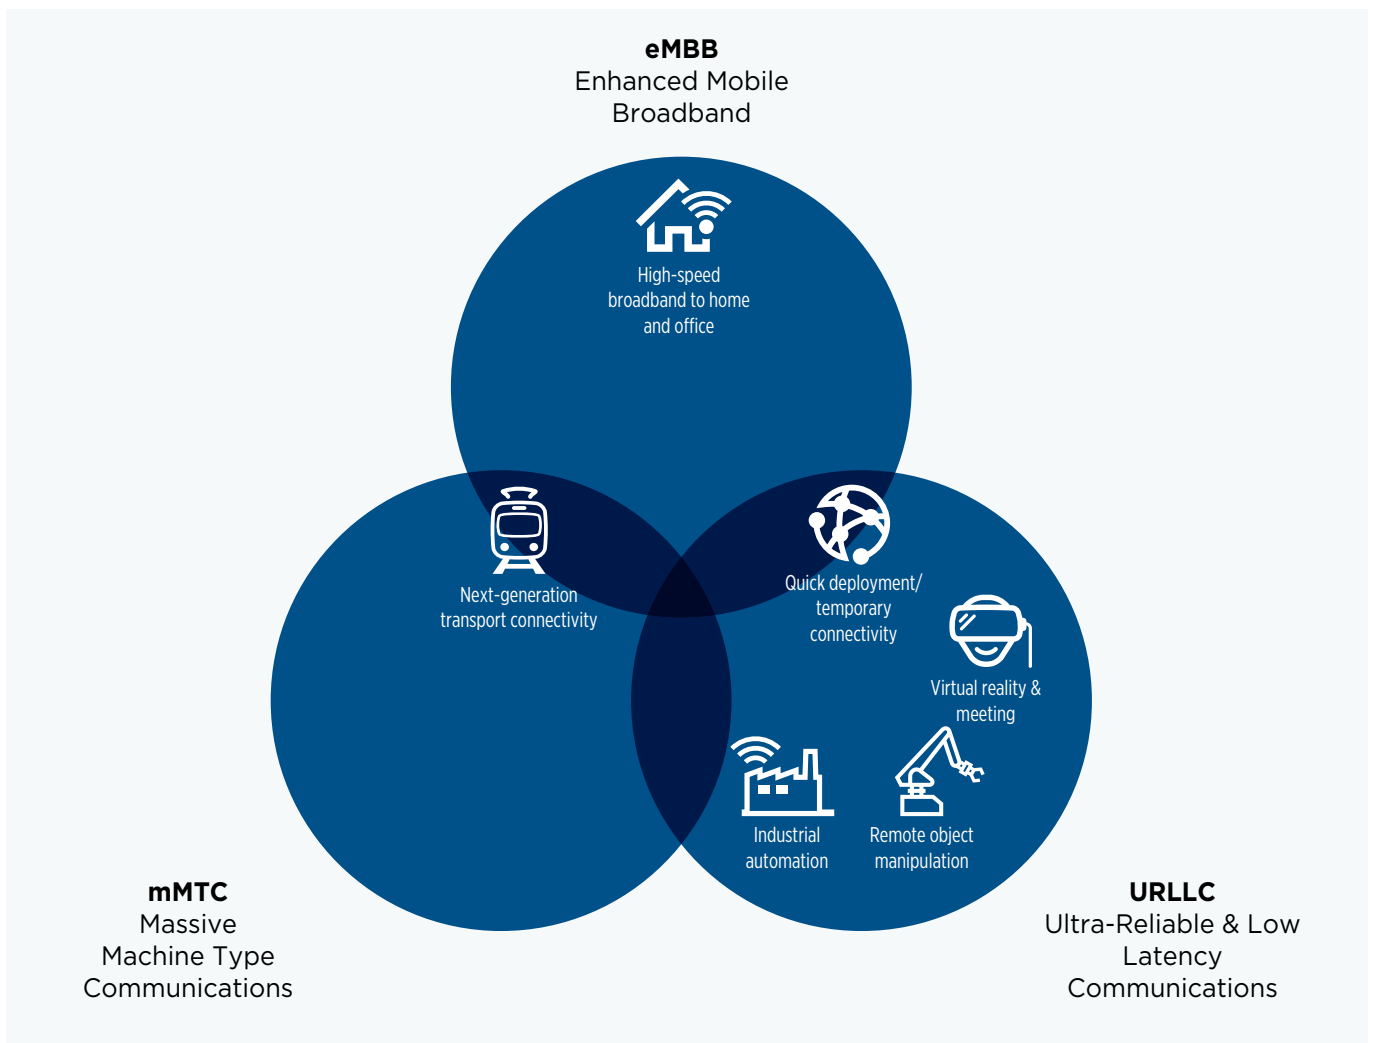 eMBB
Enhanced Mobile
Broadband
High-speed
broadband to home
and office
Next-generation
transport connectivity
Quick deployment/
temporary
connectivity
Virtual reality &
meeting
Industrial
automation
Remote object
manipulation
mMTC
Massive
Machine Type
Communications
URLLC
Ultra-Reliable & Low
Latency
Communications